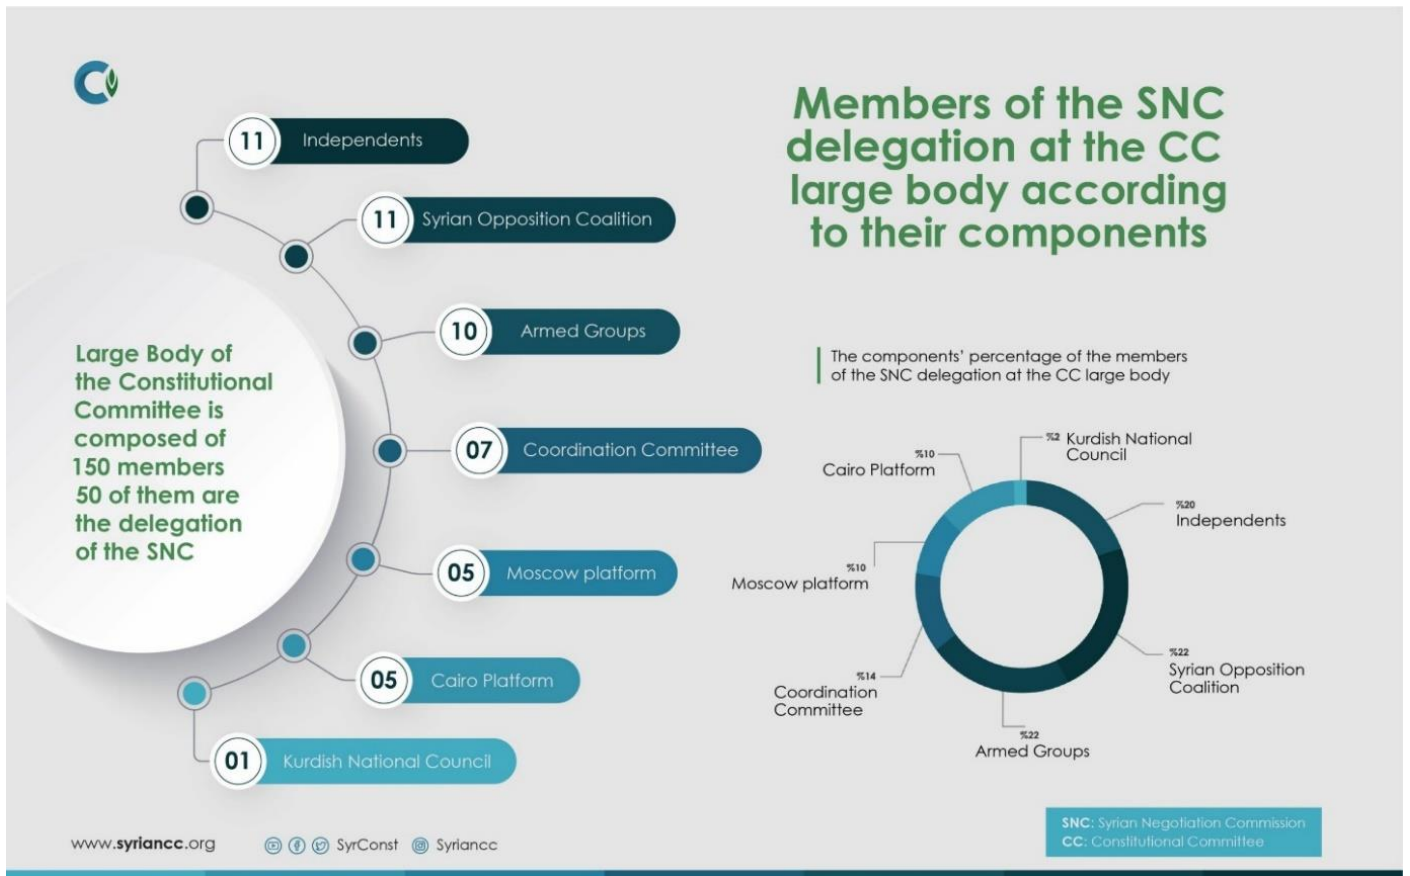 Members of the SNC
delegation at the CC
large body according
to their components
11 Independents
11 Syrian Opposition Coalition
10 Armed Groups
07 Coordination Committee
05 Moscow platform
05 Cairo Platform
01 Kurdish National Council
Large Body of
the Constitutional
Committee is
composed of
150 members
50 of them are
the delegation
of the SNC
The components' percentage of the members
of the SNC delegation at the CC large body
%2 Kurdish National
Council
%10
Cairo Platform
%20
Independents
%10
Moscow platform
%22
Syrian Opposition
Coalition
%14
Coordination
Committee
%22
Armed Groups
SNC: Syrian Negotiation Commission
CC: Constitutional Committee
www.syriancc.org
SyrConst
Syriancc